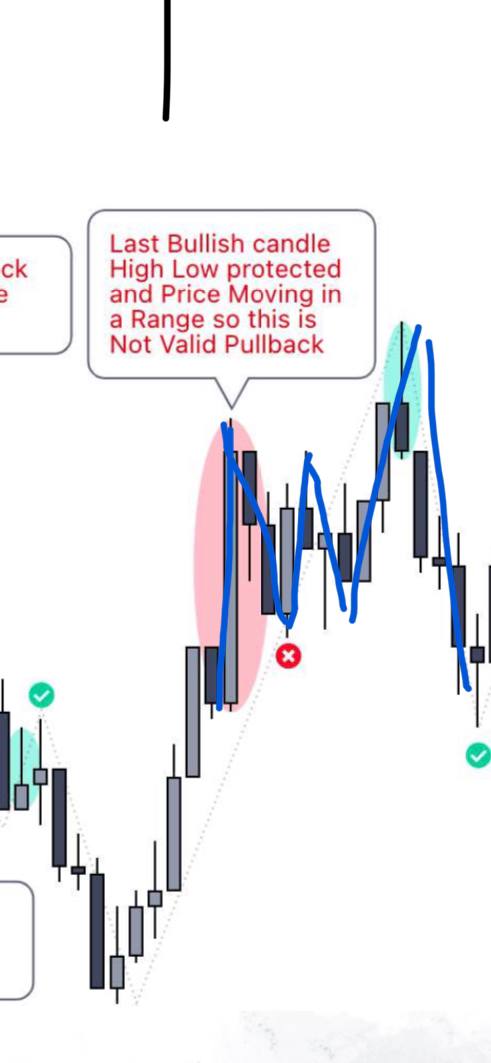 ck
e
Last Bullish candle
High Low protected
and Price Moving in
a Range so this is
Not Valid Pullback